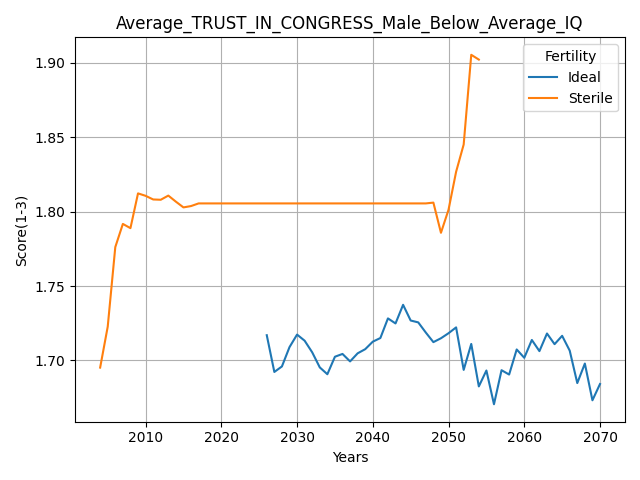 Average_TRUST_IN_CONGRESS_Male_Below_Average_IQ
Fertility
Ideal
Sterile
Score(1-3)
1.90
1.85
1.80
1.75
1.70
2010 2020 2030 2040 2050 2060 2070
Years